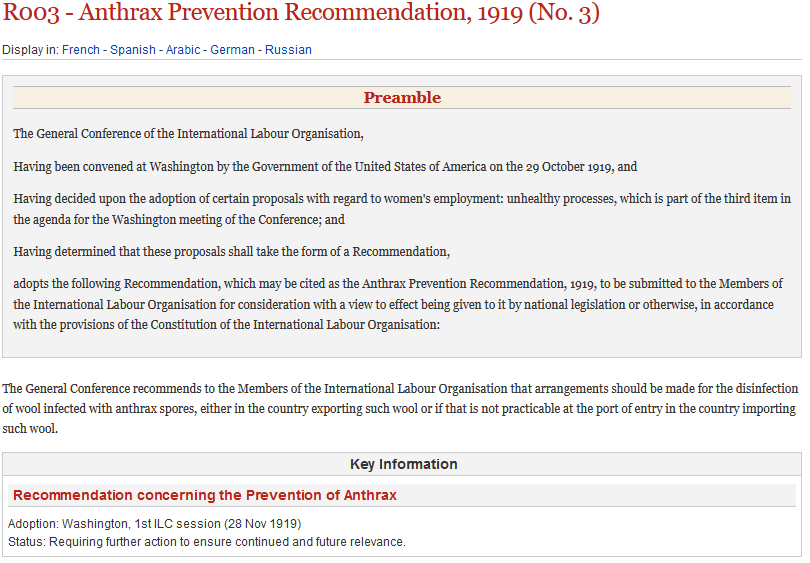 R003 - Anthrax Prevention Recommendation, 1919 (No. 3)
Display in: French - Spanish - Arabic - German - Russian
Preamble
The General Conference of the International Labour Organisation,
Having been convened at Washington by the Government of the United States of America on the 29 October 1919, and
Having decided upon the adoption of certain proposals with regard to women's employment: unhealthy processes, which is part of the third item in
the agenda for the Washington meeting of the Conference; and
Having determined that these proposals shall take the form of a Recommendation,
adopts the following Recommendation, which may be cited as the Anthrax Prevention Recommendation, 1919, to be submitted to the Members of
the International Labour Organisation for consideration with a view to effect being given to it by national legislation or otherwise, in accordance
with the provisions of the Constitution of the International Labour Organisation:
The General Conference recommends to the Members of the International Labour Organisation that arrangements should be made for the disinfection
of wool infected with anthrax spores, either in the country exporting such wool or if that is not practicable at the port of entry in the country importing
such wool.
Key Information
Recommendation concerning the Prevention of Anthrax
Adoption: Washington, 1st ILC session (28 Nov 1919)
Status: Requiring further action to ensure continued and future relevance.